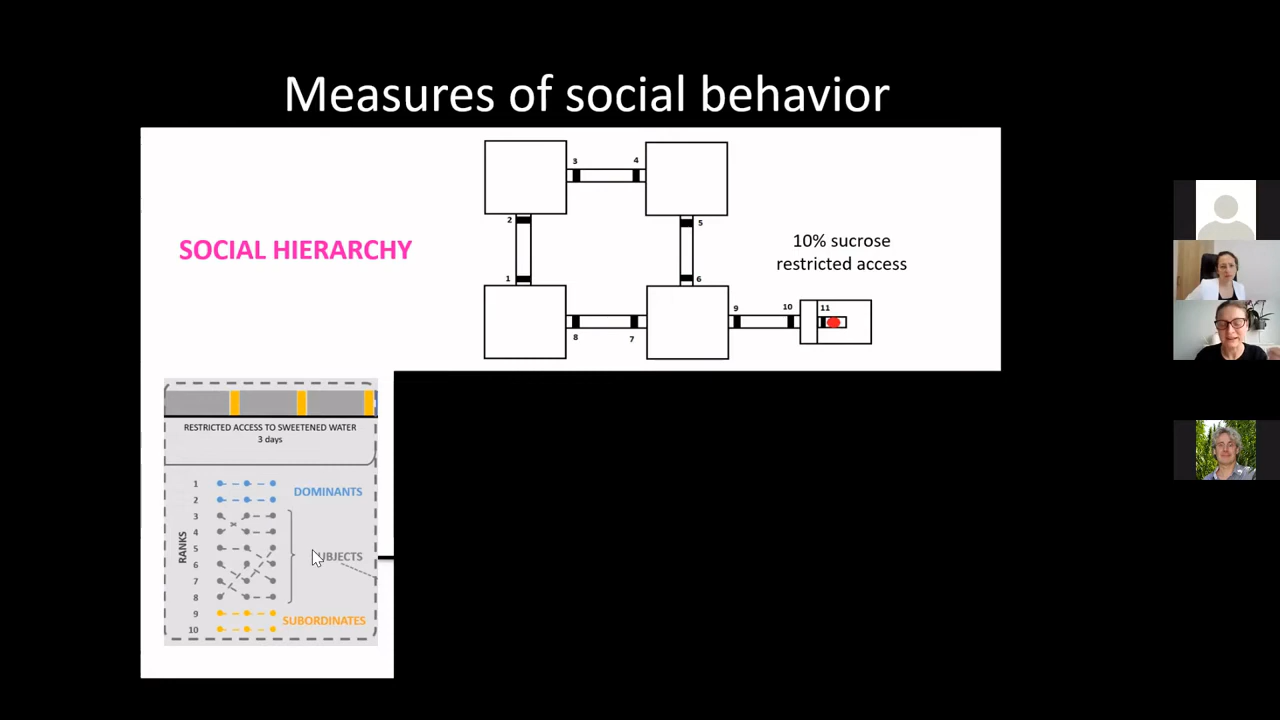 Measures of social behavior
3
4
2
5
SOCIAL HIERARCHY
10% sucrose
restricted access
1
6
9
10
11
8
7
RESTRICTED ACCESS TO SWEETENED WATER
3 days
1
DOMINANTS
2
3
4
RANKS
5
UBJECTS
6
7
8
9
SUBORDINATES
10